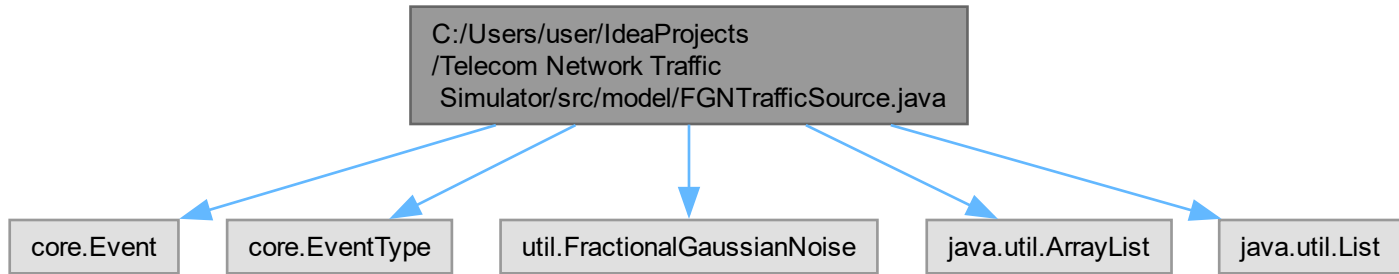 C:/Users/user/IdeaProjects
/Telecom Network Traffic
Simulator/src/model/FGNTrafficSource.java
core.Event
core.EventType
util.FractionalGaussianNoise
java.util.ArrayList
java.util.List